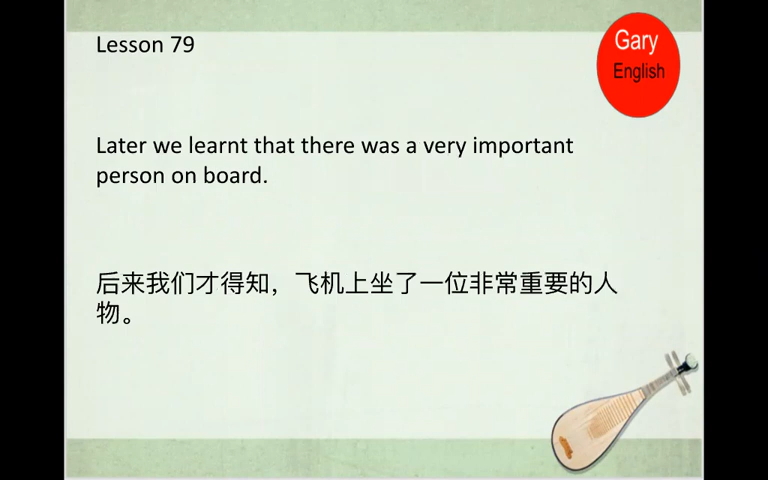 Lesson 79
Gary
English
Later we learnt that there was a very important
person on board.
后来我们才得知，飞机上坐了一位非常重要的人
物。